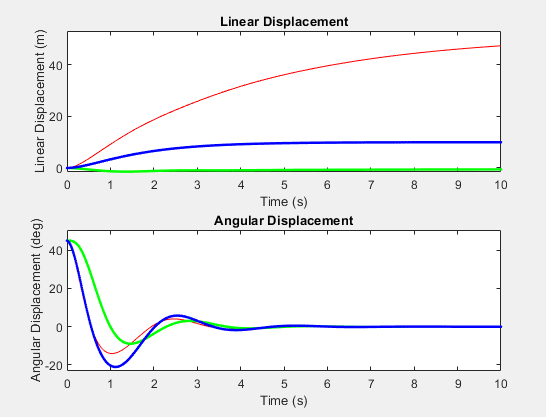 Linear Displacement
Linear Displacement (m)
40
20
0
0 1 2 3 4 5 6 7 8 9 10
Time (s)
Angular Displacement
Angular Displacement (deg)
40
20
0
-20
0 1 2 3 4 5 6 7 8 9 10
Time (s)